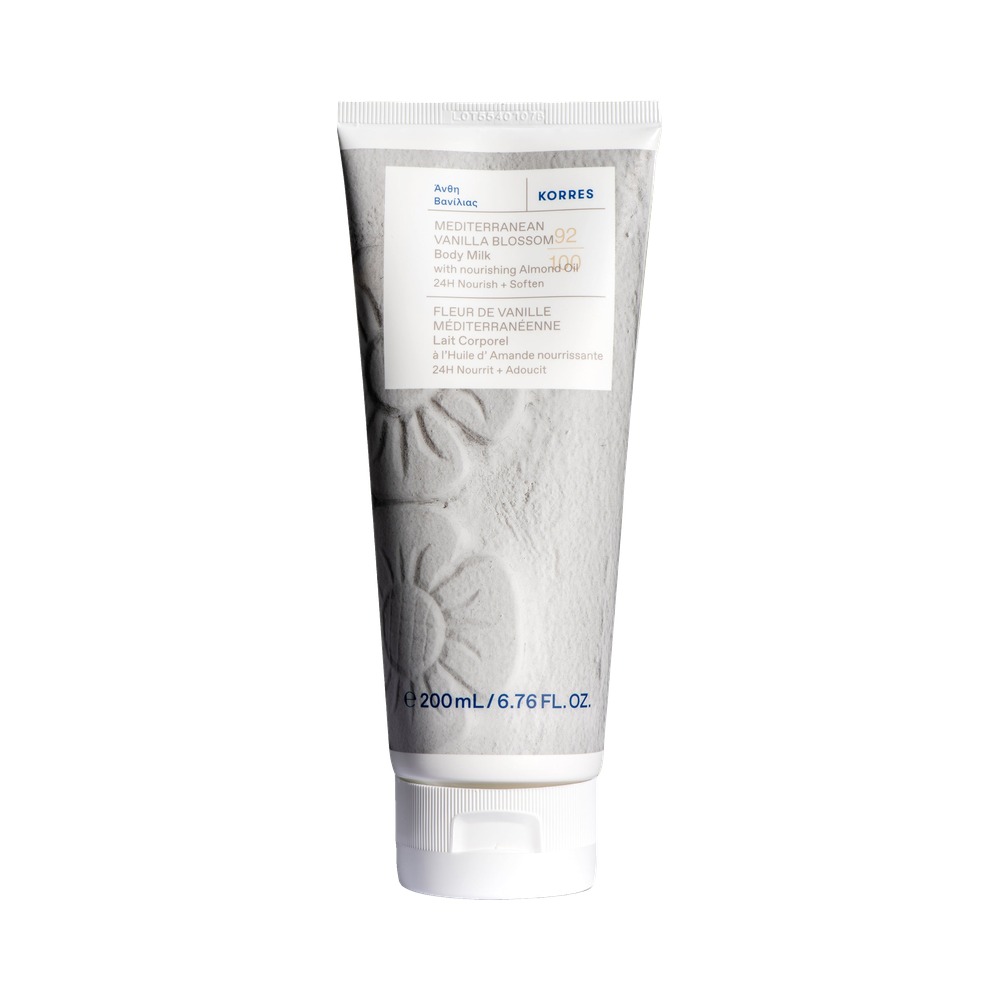 LOT5540107B
Άνθη
Βανίλιας
KORRES
MEDITERRANEAN
VANILLA BLOSSOM
92
100
Body Milk
with nourishing Almond Oil
24H Nourish + Soften
FLEUR DE VANILLE
MÉDITERRANÉENNE
Lait Corporel
à l'Huile d' Amande nourrissante
24H Nourrit + Adoucit
℮ 200 mL / 6.76 FL. OZ.